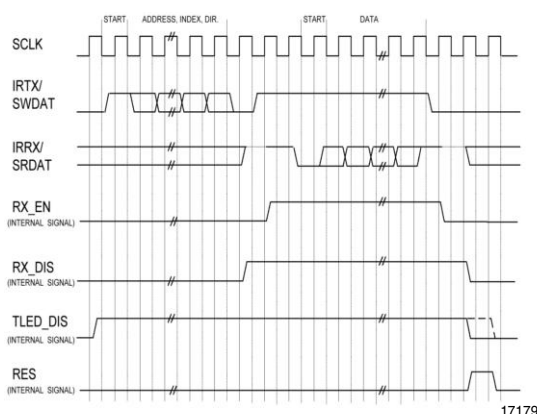 START ADDRESS, INDEX, DIR. START DATA
SCLK
IRTX/
SWDAT
IRRX/
SRDAT
RX_EN
(INTERNAL SIGNAL)
RX_DIS
(INTERNAL SIGNAL)
TLED_DIS
(INTERNAL SIGNAL)
RES
(INTERNAL SIGNAL)
17179